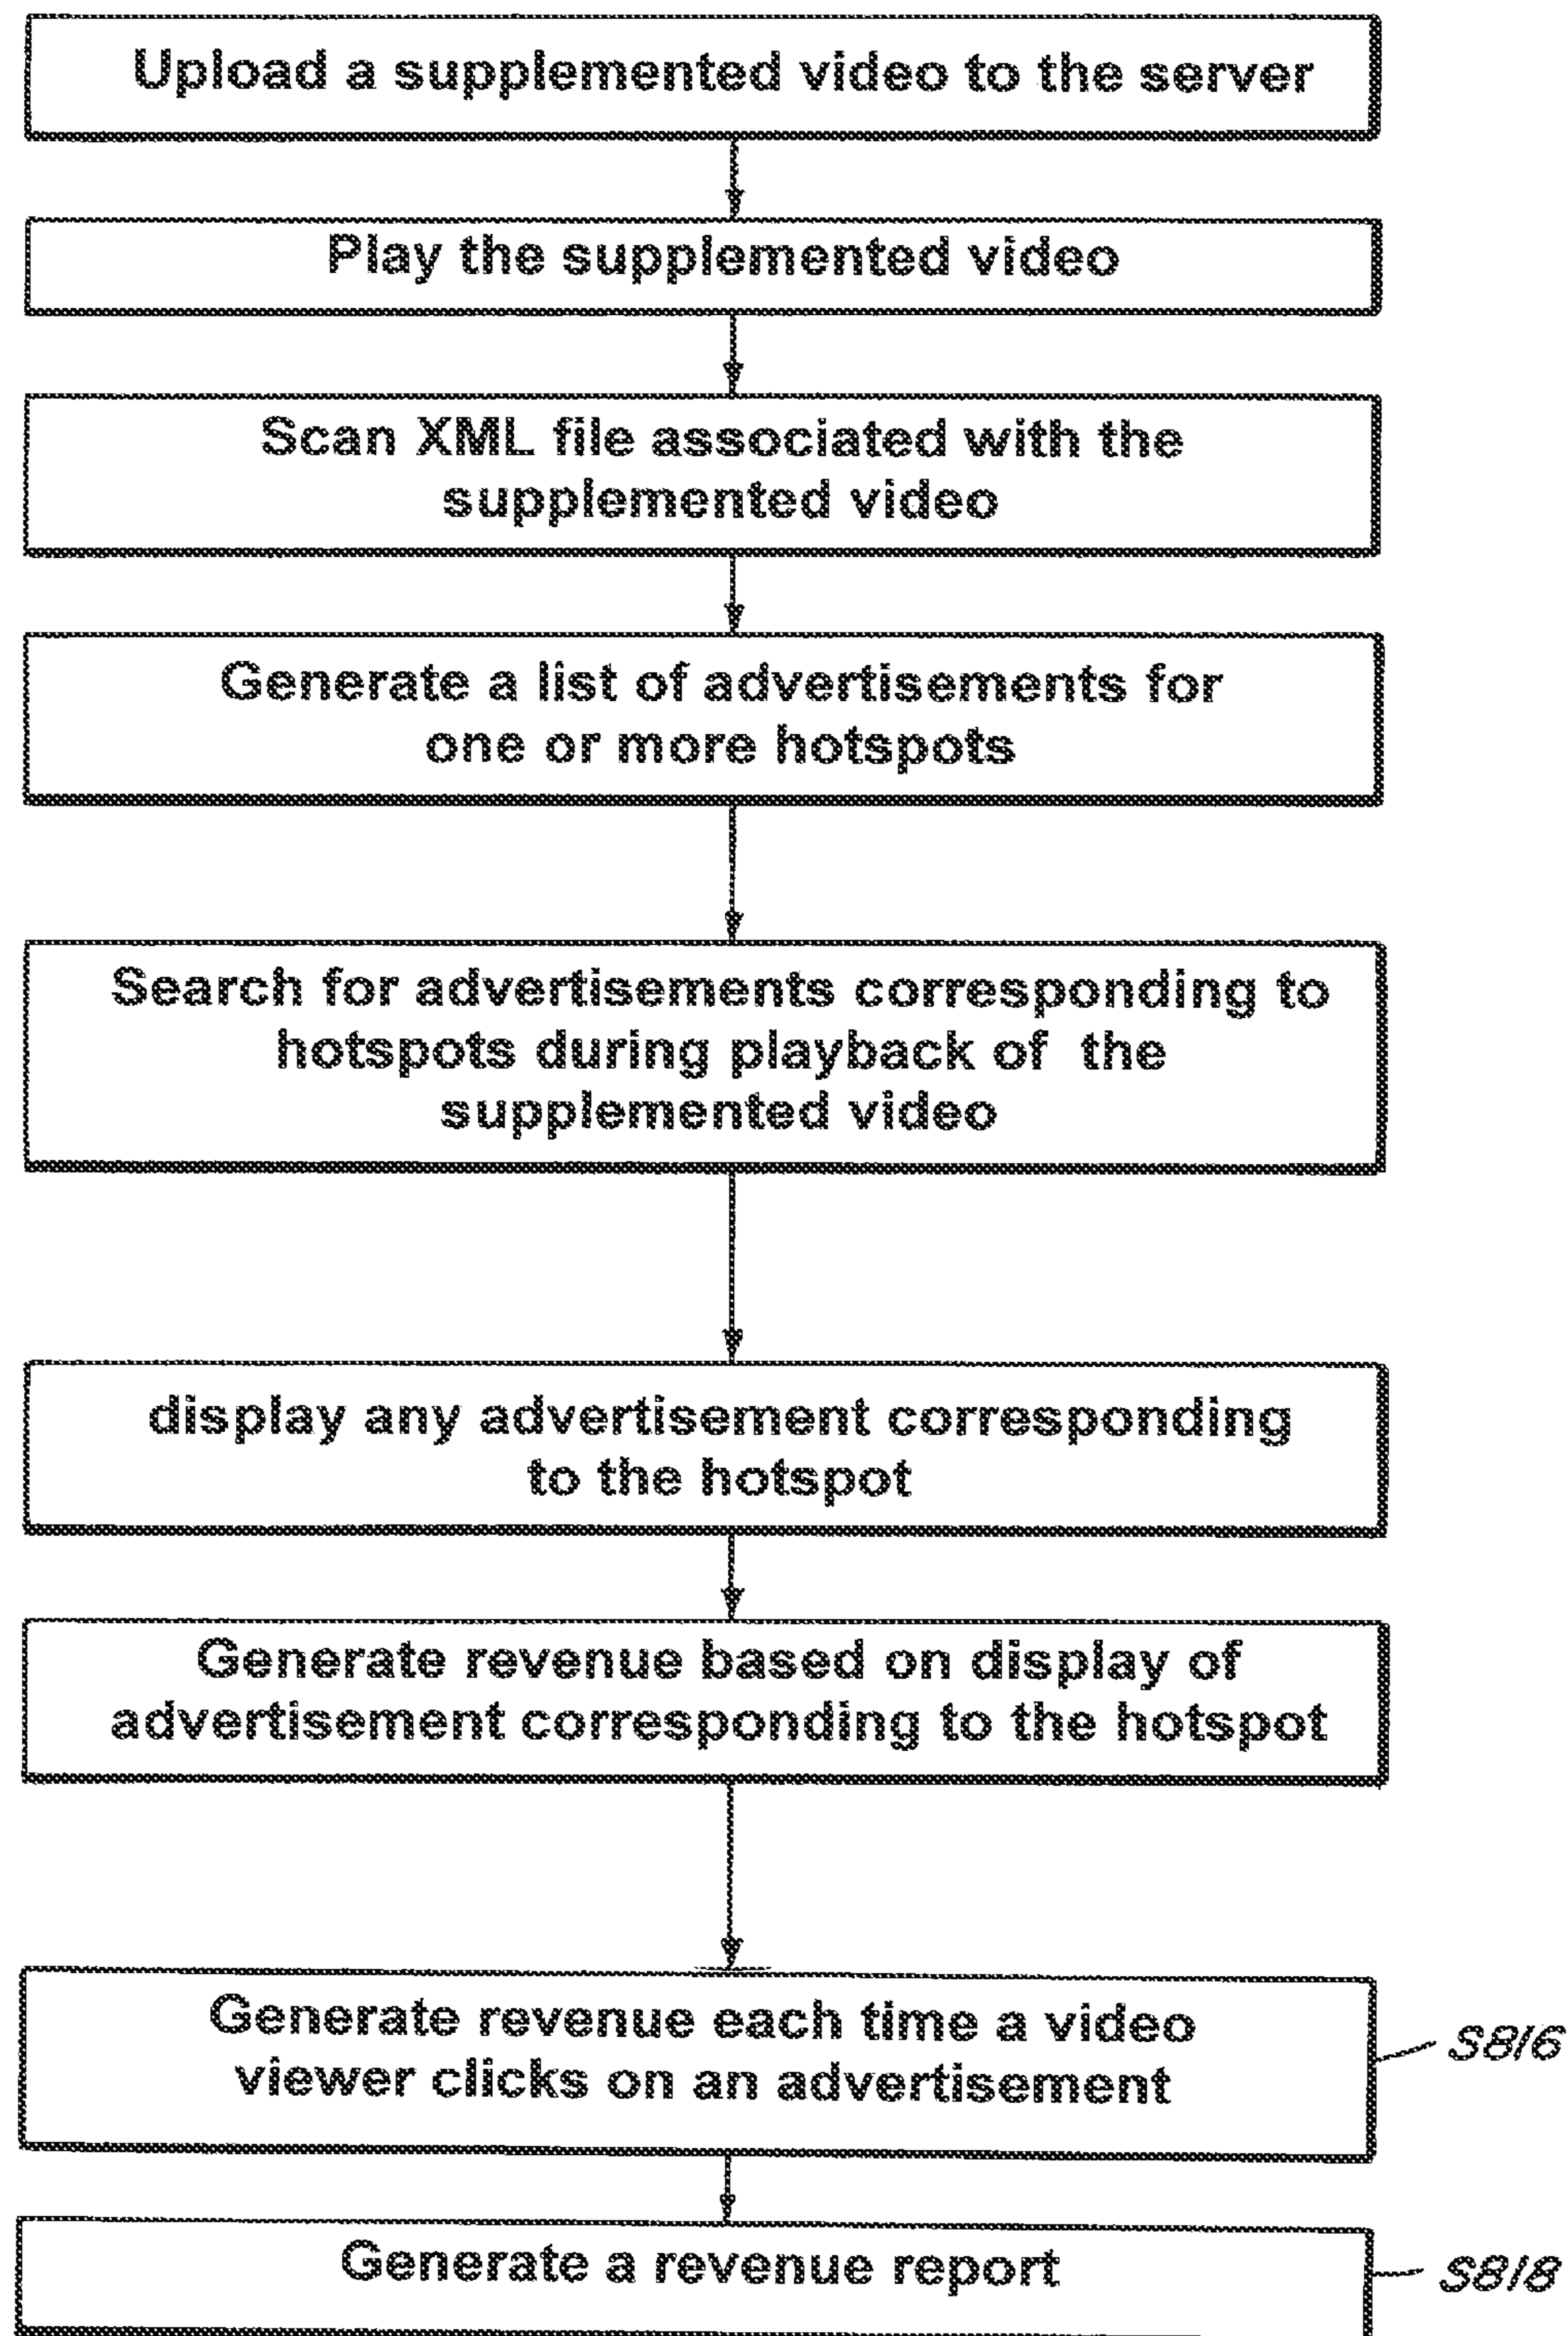 Upload a supplemented video to the server
Play the supplemented video
Scan XML file associated with the
supplemented video
Generate a list of advertisements for
one or more hotspots
Search for advertisements corresponding to
hotspots during playback of the
supplemented video
display any advertisement corresponding
to the hotspot
Generate revenue based on display of
advertisement corresponding to the hotspot
Generate revenue each time a video
viewer clicks on an advertisement
S816
Generate a revenue report
S818